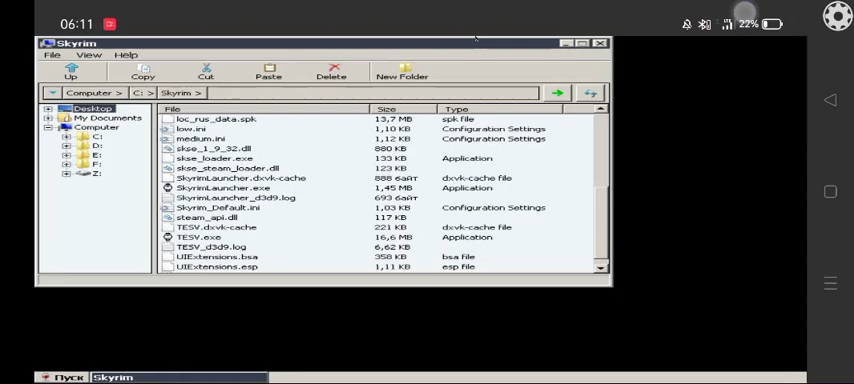 06:11
22%
Skyrim
File View Help
Up Copy Cut Paste Delete New Folder
Computer > C: > Skyrim >
Desktop
My Documents
Computer
C:
D:
E:
F:
Z:
File Size Type
loc_rus_data.spk 13,7 MB spk file
low.ini 1,10 KB Configuration Settings
medium.ini 1,12 KB Configuration Settings
skse_1_9_32.dll 880 KB
skse_loader.exe 133 KB Application
skse_steam_loader.dll 123 KB
SkyrimLauncher.dxvk-cache 888 байт dxvk-cache file
SkyrimLauncher.exe 1,45 MB Application
SkyrimLauncher_d3d9.log 693 байт
Skyrim_Default.ini 1,03 KB Configuration Settings
steam_api.dll 117 KB
TESV.dxvk-cache 221 KB dxvk-cache file
TESV.exe 16,6 MB Application
TESV_d3d9.log 6,62 KB
UIExtensions.bsa 358 KB bsa file
UIExtensions.esp 1,11 KB esp file
Пуск Skyrim